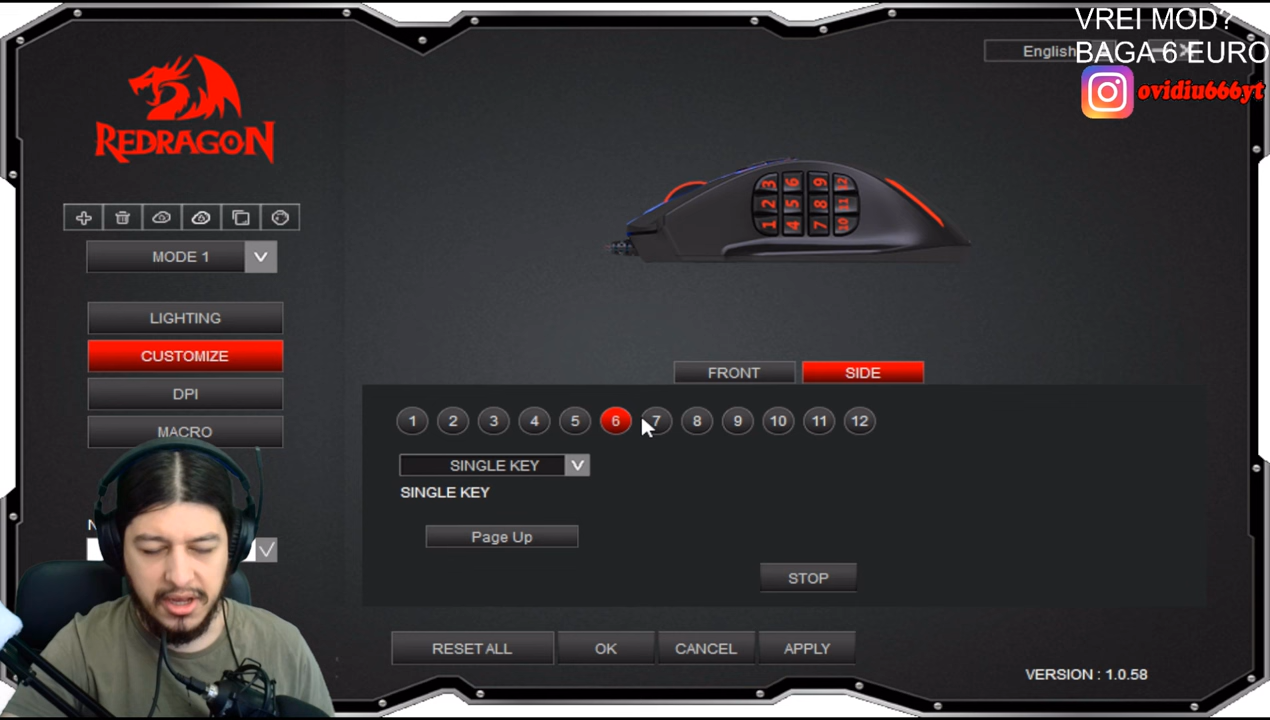 VREI MOD?
English
BAGA 6 EURO
ovidiu666yt
REDRAGON
MODE 1
LIGHTING
CUSTOMIZE
DPI
MACRO
3 6 9 12
2 5 8 11
1 4 7 10
FRONT
SIDE
1 2 3 4 5 6 7 8 9 10 11 12
SINGLE KEY
SINGLE KEY
Page Up
STOP
RESET ALL
OK
CANCEL
APPLY
VERSION : 1.0.58